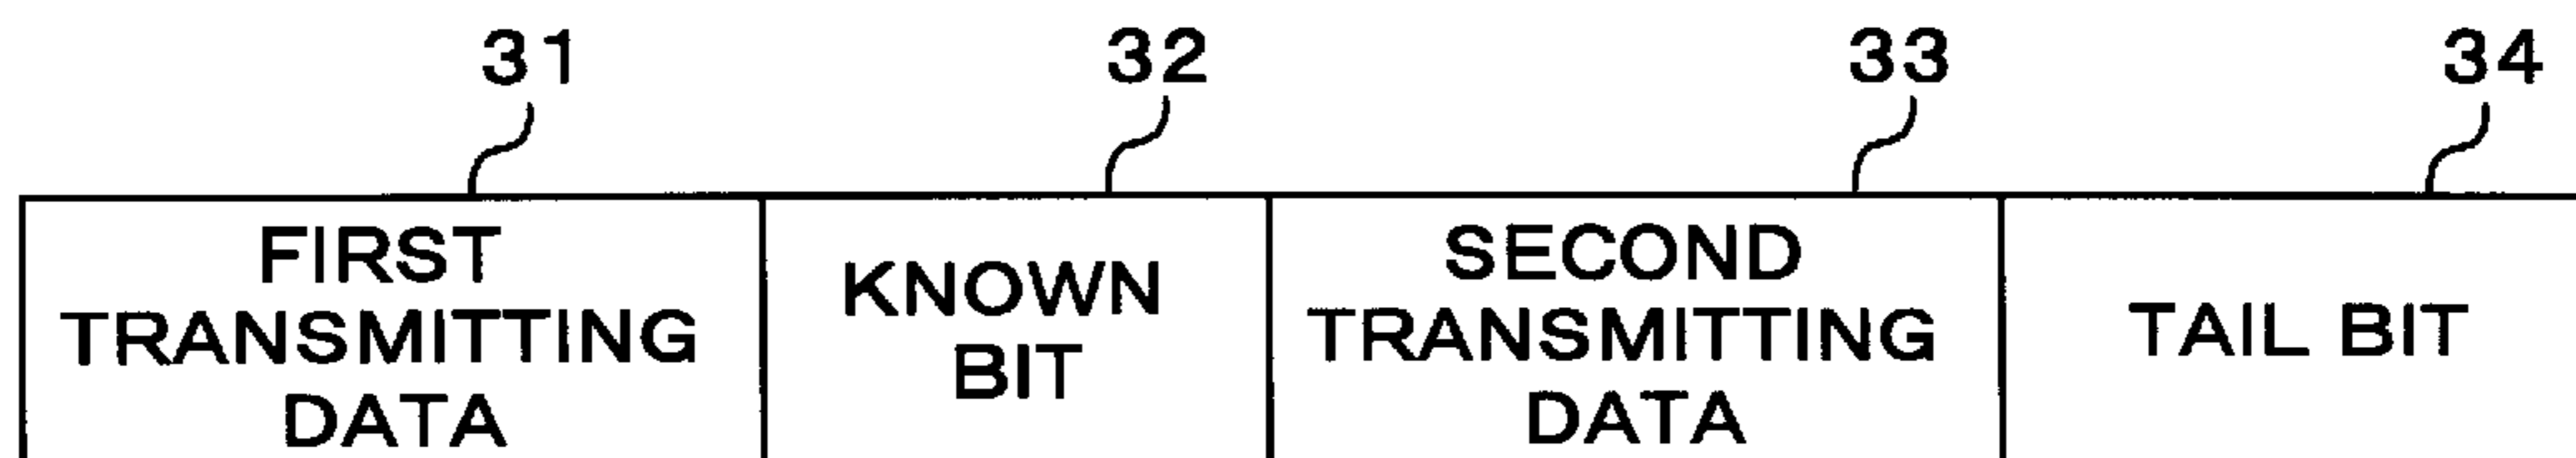 31 32 33 34
FIRST
TRANSMITTING
DATA
KNOWN
BIT
SECOND
TRANSMITTING
DATA
TAIL BIT